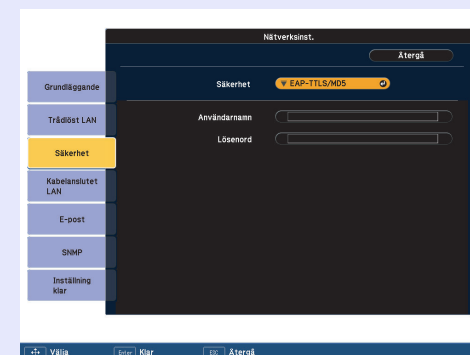 Nätverksinst.
Återgå
Grundläggande
Säkerhet
EAP-TTLS/MD5
Trådlöst LAN
Användarnamn
Lösenord
Säkerhet
Kabelanslutet
LAN
E-post
SNMP
Inställning
klar
Välja Enter Klar ESC Återgå